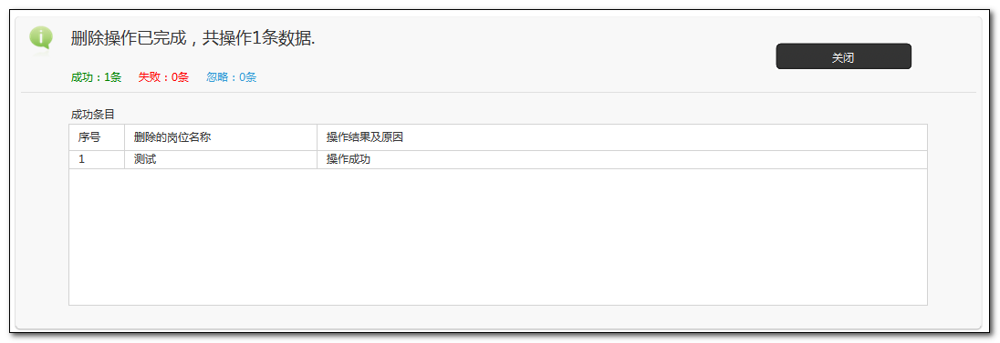 删除操作已完成，共操作1条数据.
关闭
成功：1条 失败：0条 忽略：0条
成功条目
序号 删除的岗位名称 操作结果及原因
1 测试 操作成功